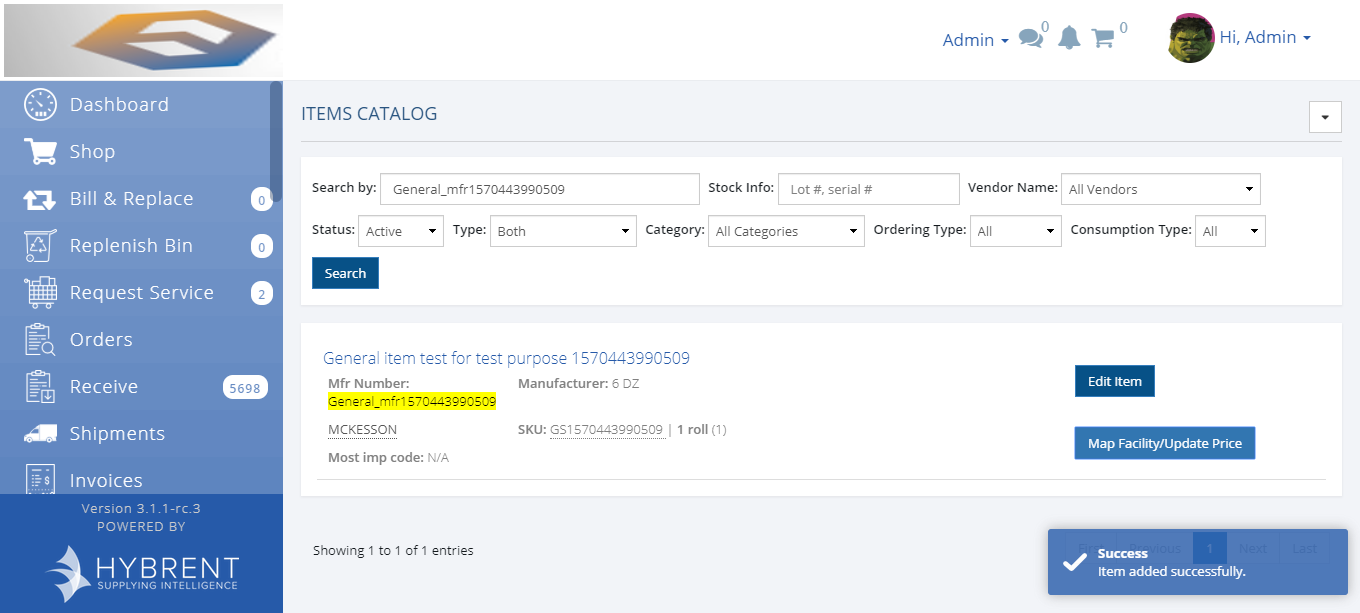 Admin
0
0
Hi, Admin
Dashboard
Shop
Bill & Replace 0
Replenish Bin 0
Request Service 2
Orders
Receive 5698
Shipments
Invoices
Version 3.1.1-rc.3
POWERED BY
HYBRENT
SUPPLYING INTELLIGENCE
ITEMS CATALOG
Search by: General_mfr1570443990509 Stock Info: Lot #, serial # Vendor Name: All Vendors
Status: Active Type: Both Category: All Categories Ordering Type: All Consumption Type: All
Search
General item test for test purpose 1570443990509
Mfr Number: Manufacturer: 6 DZ
General_mfr1570443990509
MCKESSON SKU: GS1570443990509 | 1 roll (1)
Most imp code: N/A
Edit Item
Map Facility/Update Price
Showing 1 to 1 of 1 entries
First Previous 1 Next Last
Success
Item added successfully.